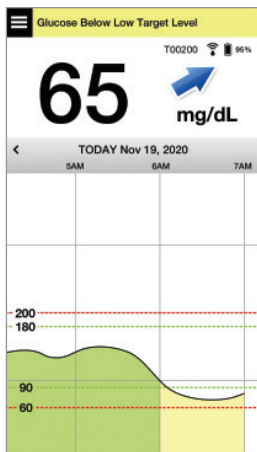 Glucose Below Low Target Level
T00200 95%
65
mg/dL
TODAY Nov 19, 2020
5AM 6AM 7AM
200
180
90
60